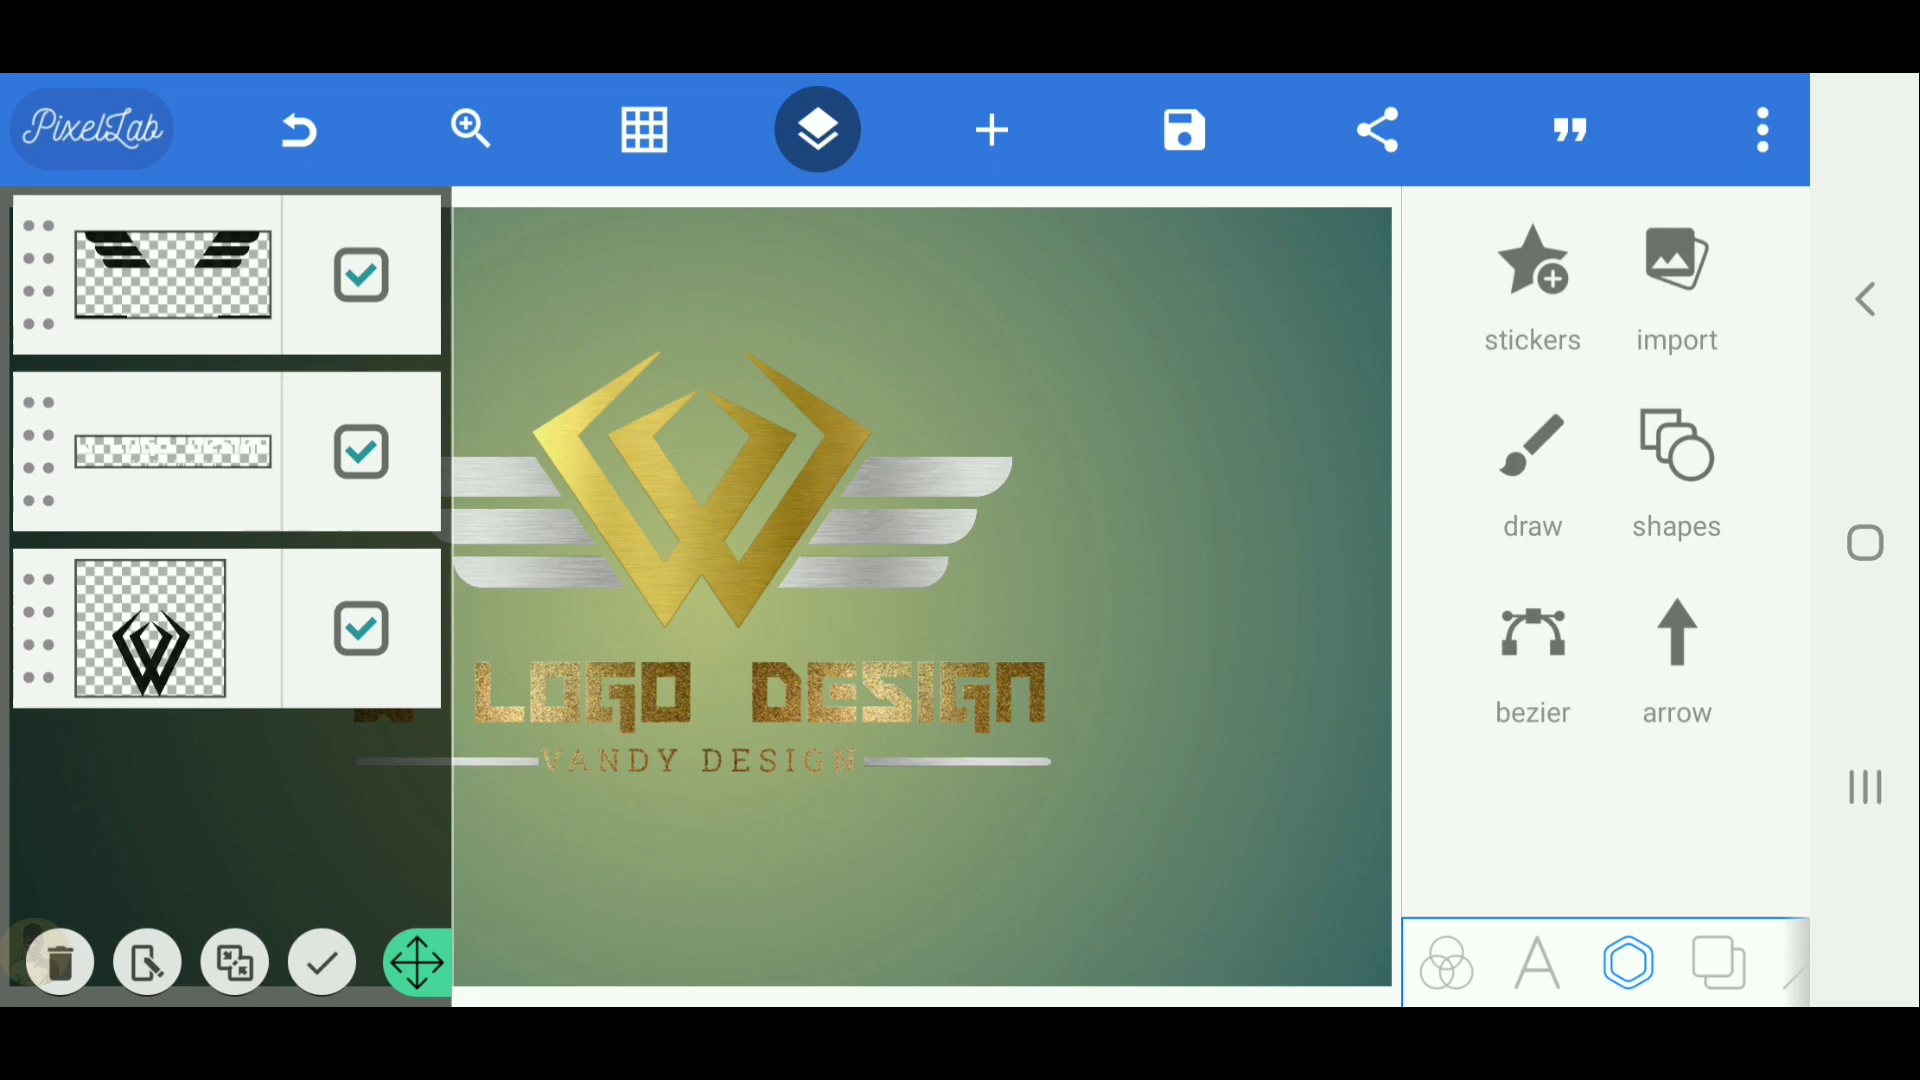 PixelLab
stickers
import
draw
shapes
bezier
arrow
LOGO DESIGN
VANDY DESIGN